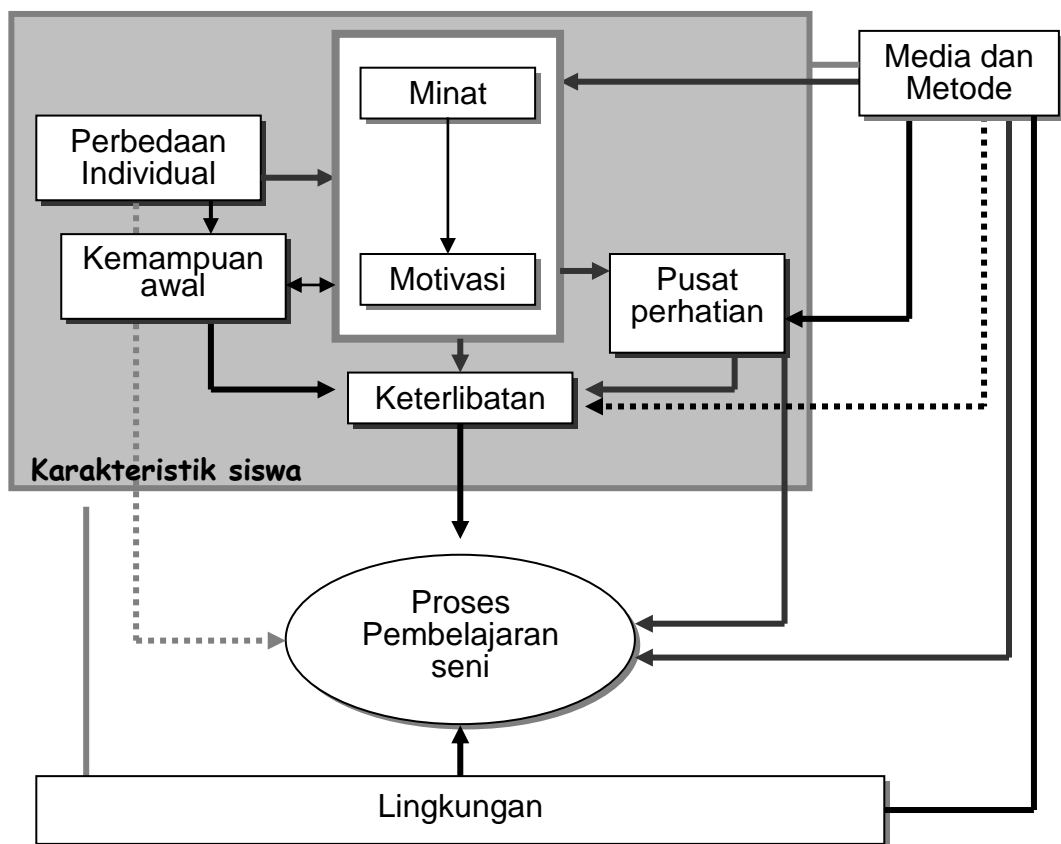 Media dan
Metode
Minat
Perbedaan
Individual
Kemampuan
awal
Motivasi
Pusat
perhatian
Keterlibatan
Karakteristik siswa
Proses
Pembelajaran
seni
Lingkungan